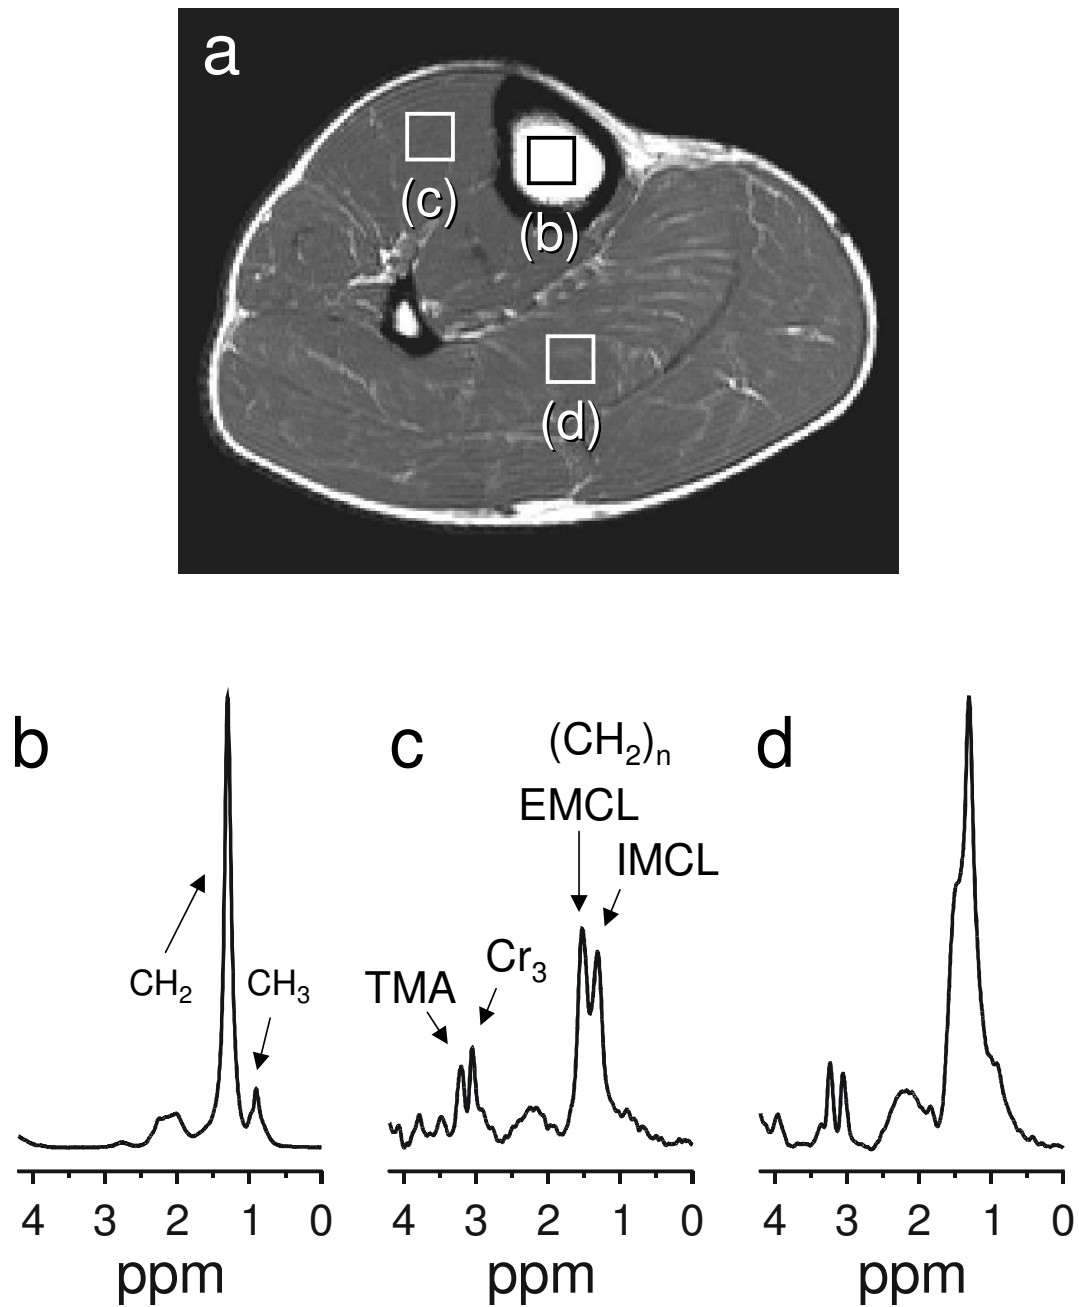 a
(c)
(b)
(d)
b
CH₂
CH₃
4 3 2 1 0
ppm
c
(CH₂)ₙ
EMCL
IMCL
TMA
Cr₃
4 3 2 1 0
ppm
d
4 3 2 1 0
ppm